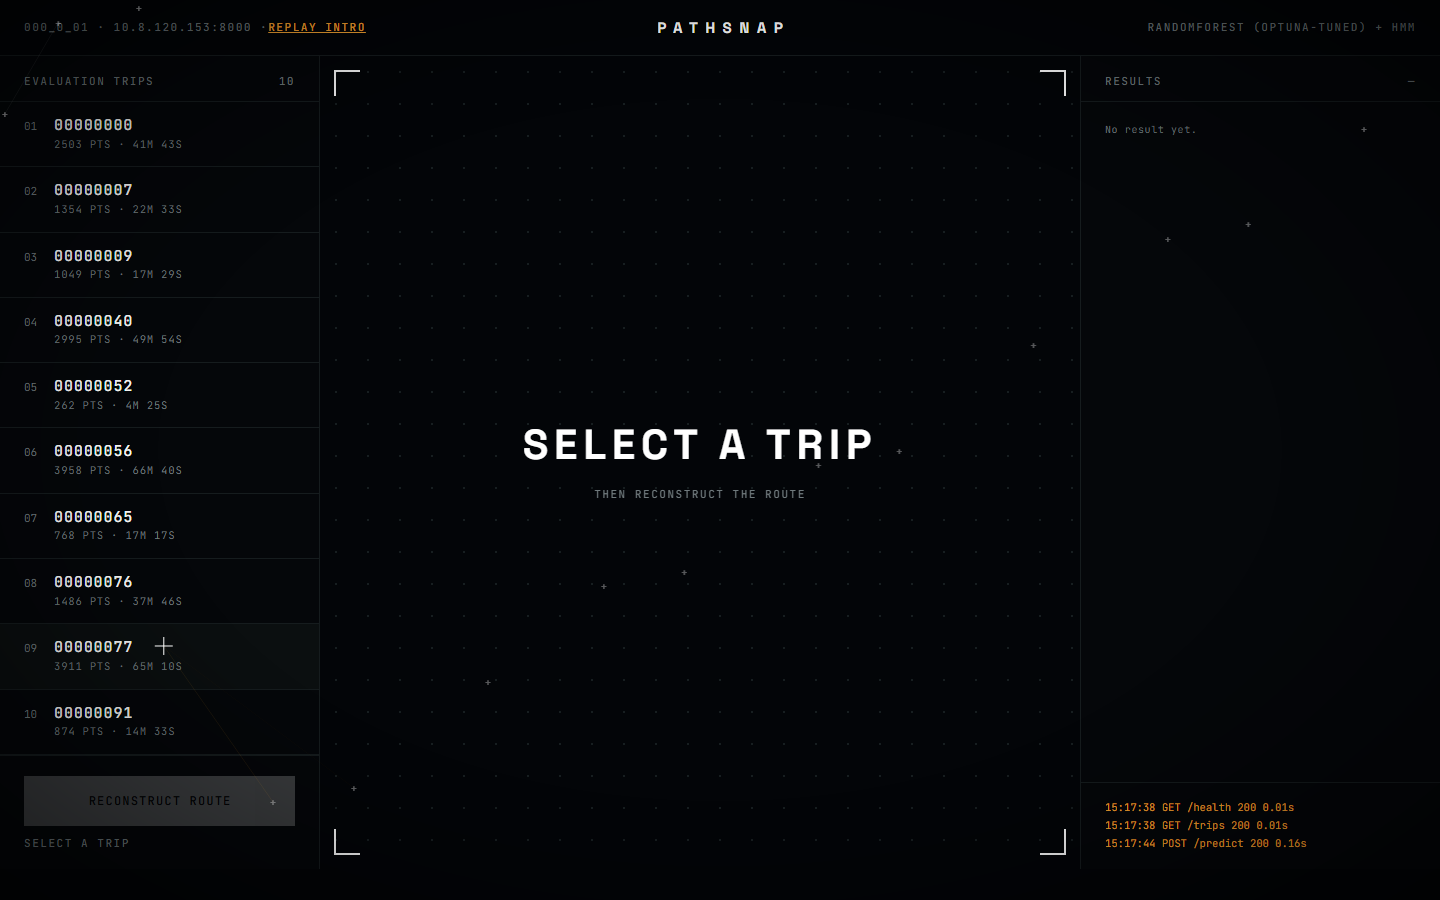 000_0_01 · 10.8.120.153:8000 · REPLAY INTRO
PATHSNAP
RANDOMFOREST (OPTUNA-TUNED) + HMM
EVALUATION TRIPS 10
01 00000000
2503 PTS · 41M 43S
02 00000007
1354 PTS · 22M 33S
03 00000009
1049 PTS · 17M 29S
04 00000040
2995 PTS · 49M 54S
05 00000052
262 PTS · 4M 25S
06 00000056
3958 PTS · 66M 40S
07 00000065
768 PTS · 17M 17S
08 00000076
1486 PTS · 37M 46S
09 00000077
3911 PTS · 65M 10S
10 00000091
874 PTS · 14M 33S
RECONSTRUCT ROUTE
SELECT A TRIP
SELECT A TRIP
THEN RECONSTRUCT THE ROUTE
RESULTS —
No result yet.
15:17:38 GET /health 200 0.01s
15:17:38 GET /trips 200 0.01s
15:17:44 POST /predict 200 0.16s